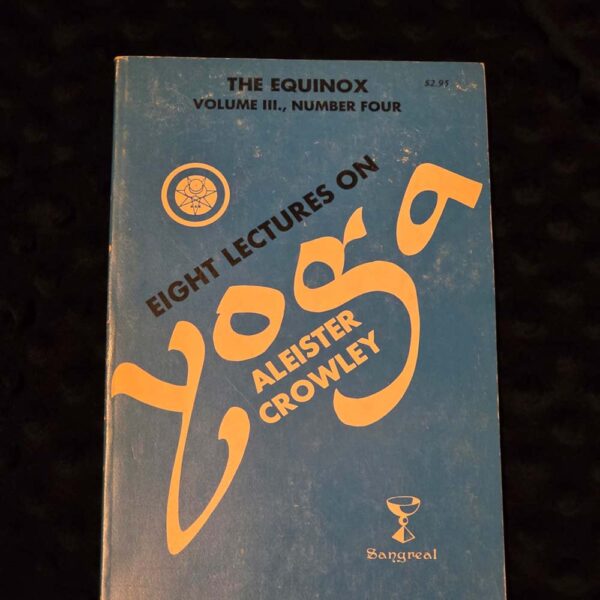 THE EQUINOX
$2.95
VOLUME III., NUMBER FOUR
EIGHT LECTURES ON
Yoga
ALEISTER
CROWLEY
Sangreal